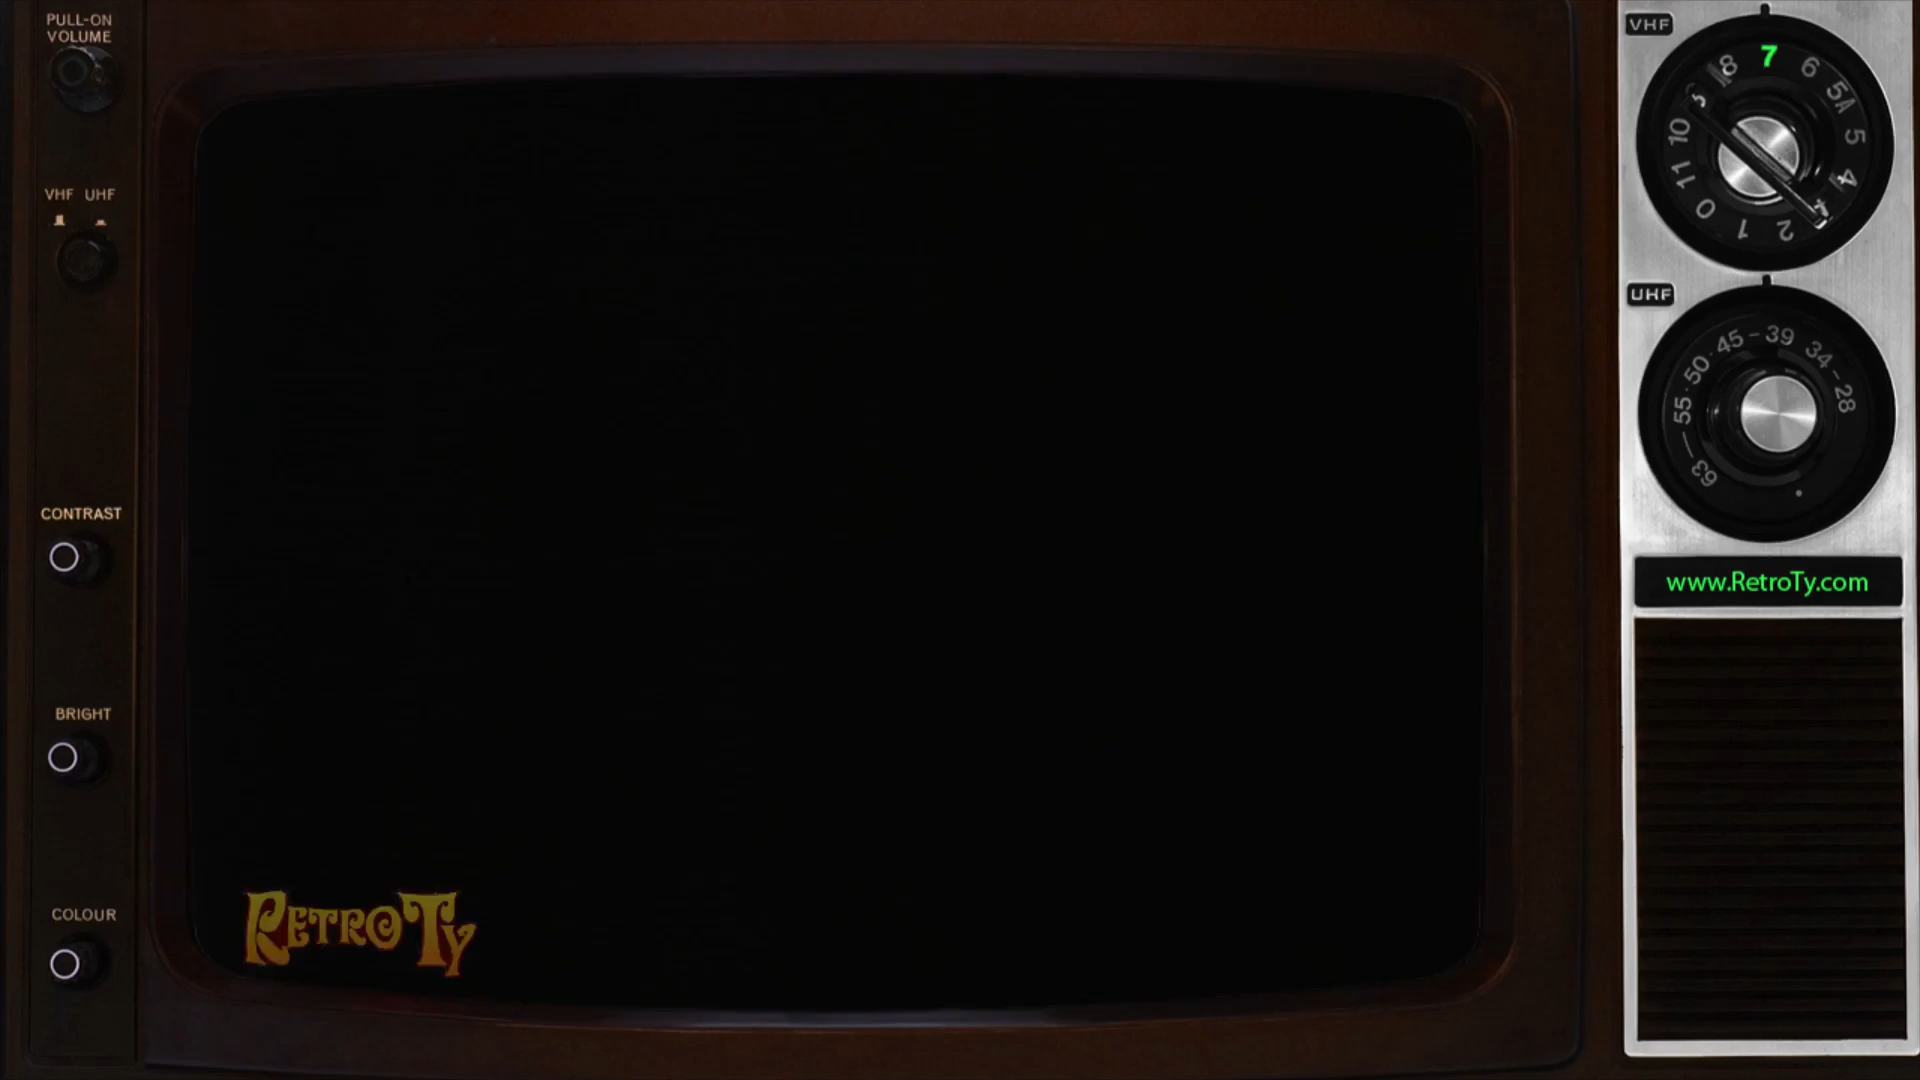 PULL-ON
VOLUME
VHF UHF
CONTRAST
BRIGHT
COLOUR
RETROTY
VHF
7
6
5A
5
4
2
1
0
11
10
8
UHF
63 — 55 · 50 · 45 – 39 34 – 28
www.RetroTy.com